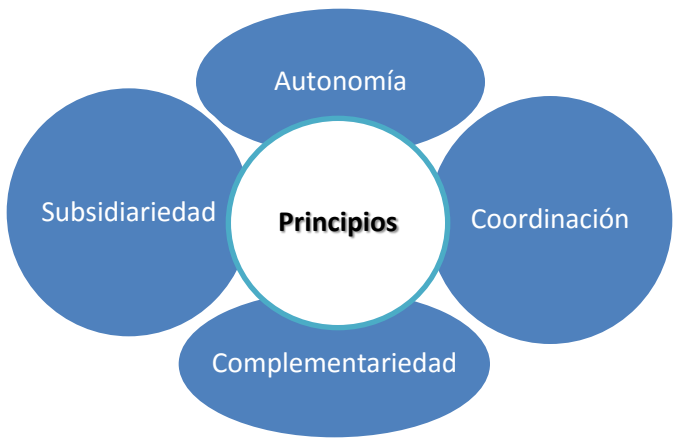 Autonomía
Subsidiariedad
Principios
Coordinación
Complementariedad